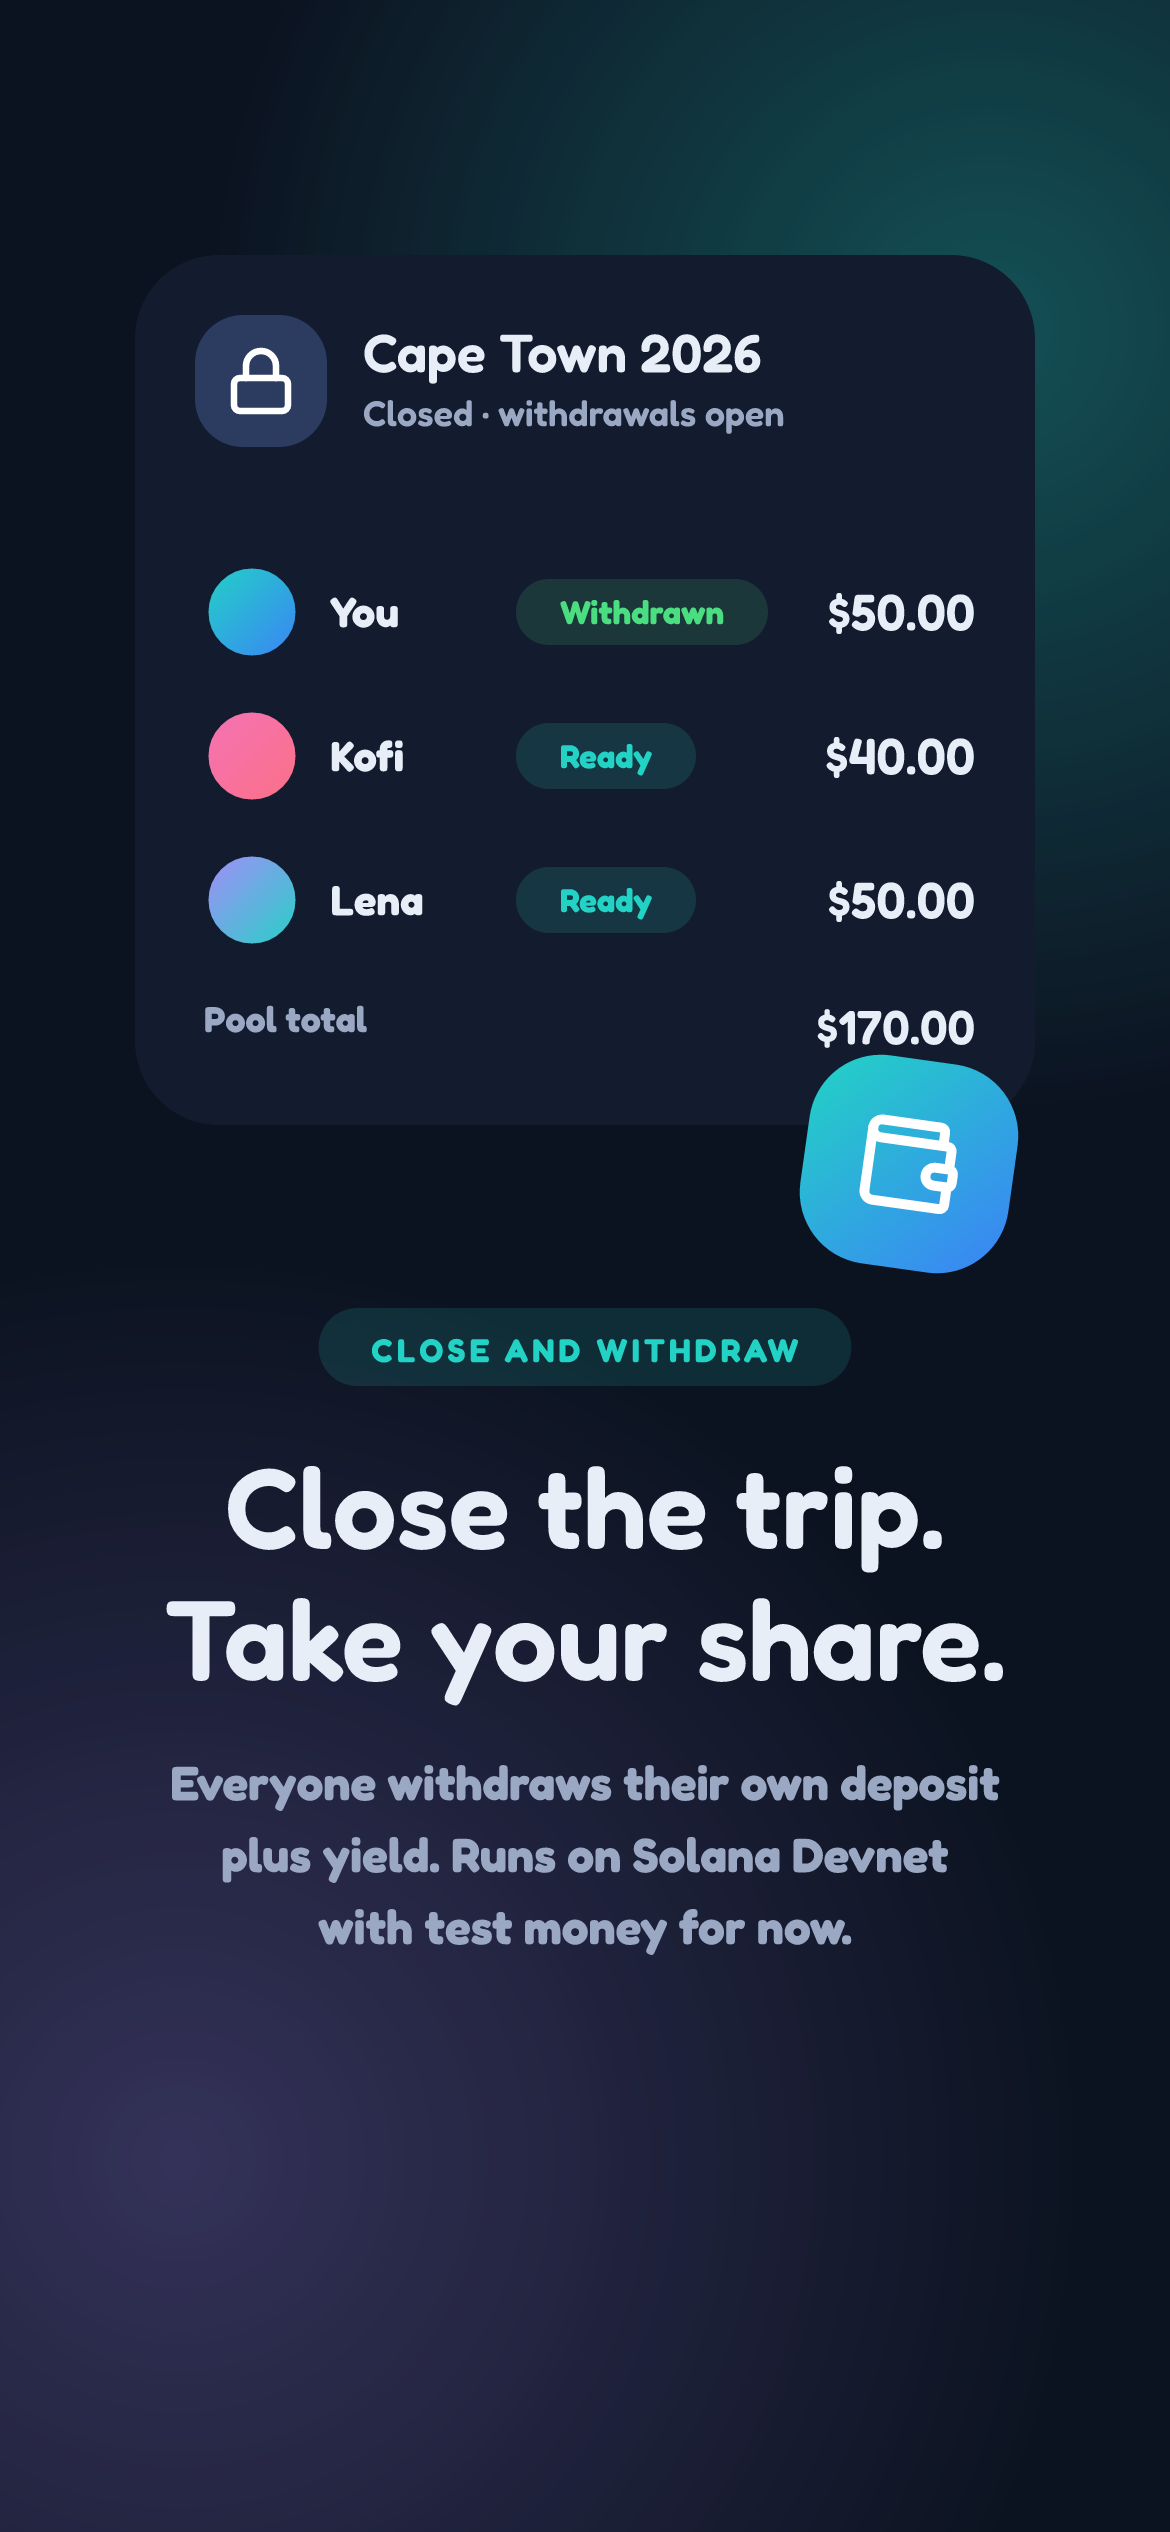 Cape Town 2026
Closed · withdrawals open
You Withdrawn $50.00
Kofi Ready $40.00
Lena Ready $50.00
Pool total $170.00
CLOSE AND WITHDRAW
Close the trip.
Take your share.
Everyone withdraws their own deposit
plus yield. Runs on Solana Devnet
with test money for now.